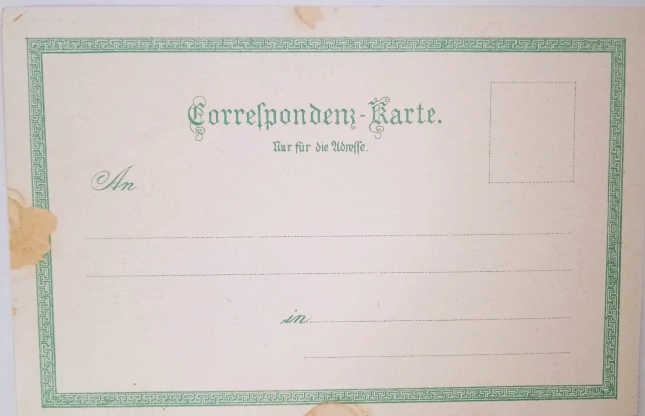 Correſpondenz-Karte.
Nur für die Adreſſe.
An
in